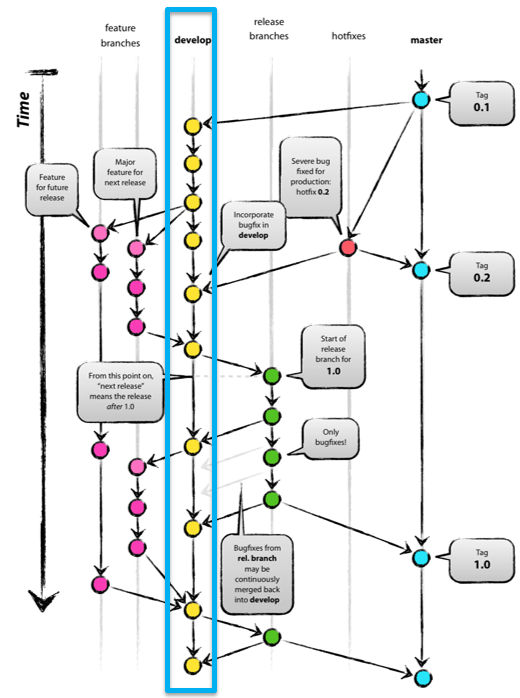 feature
branches
develop
release
branches
hotfixes
master
Time
Tag
0.1
Major
feature for
next release
Feature
for future
release
Severe bug
fixed for
production:
hotfix 0.2
Incorporate
bugfix in
develop
Tag
0.2
Start of
release
branch for
1.0
From this point on,
“next release”
means the release
after 1.0
Only
bugfixes!
Bugfixes from
rel. branch
may be
continuously
merged back
into develop
Tag
1.0